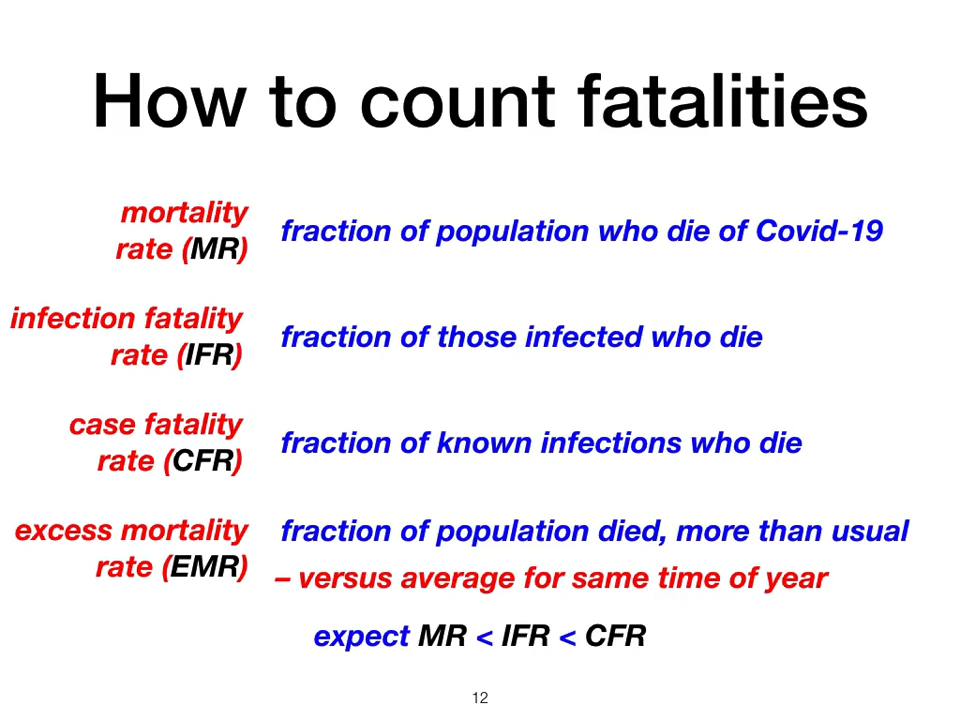 How to count fatalities
mortality
rate (MR)
fraction of population who die of Covid-19
infection fatality
rate (IFR)
fraction of those infected who die
case fatality
rate (CFR)
fraction of known infections who die
excess mortality
rate (EMR)
fraction of population died, more than usual
– versus average for same time of year
expect MR < IFR < CFR
12